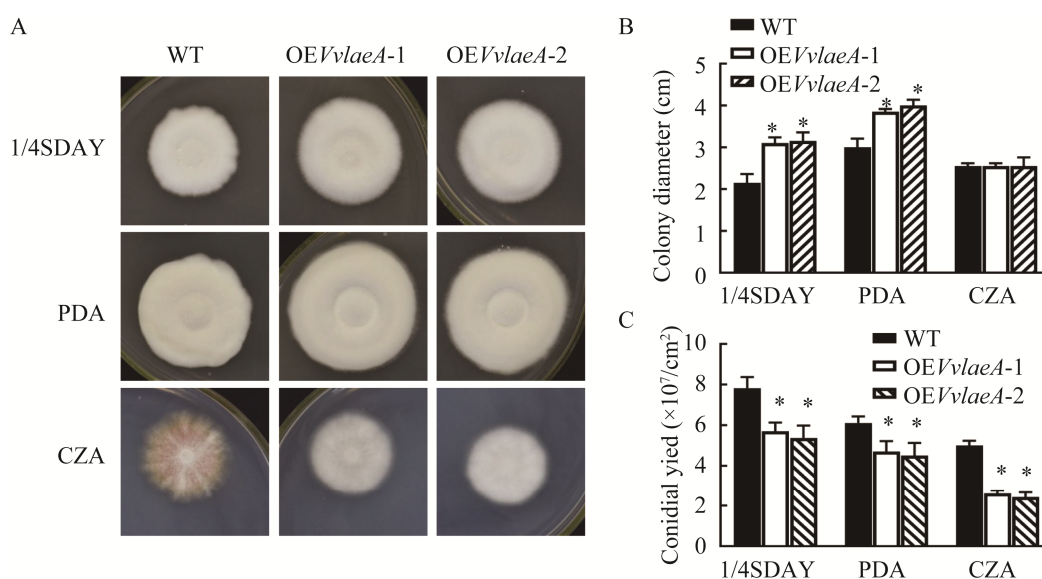 A
WT OEVvlaeA-1 OEVvlaeA-2
1/4SDAY
PDA
CZA
B
WT
OEVvlaeA-1
OEVvlaeA-2
Colony diameter (cm)
5
4
3
2
1
0
* * * *
1/4SDAY PDA CZA
C
WT
OEVvlaeA-1
OEVvlaeA-2
Conidial yied (×10⁷/cm²)
10
8
6
4
2
0
* * * * * *
1/4SDAY PDA CZA